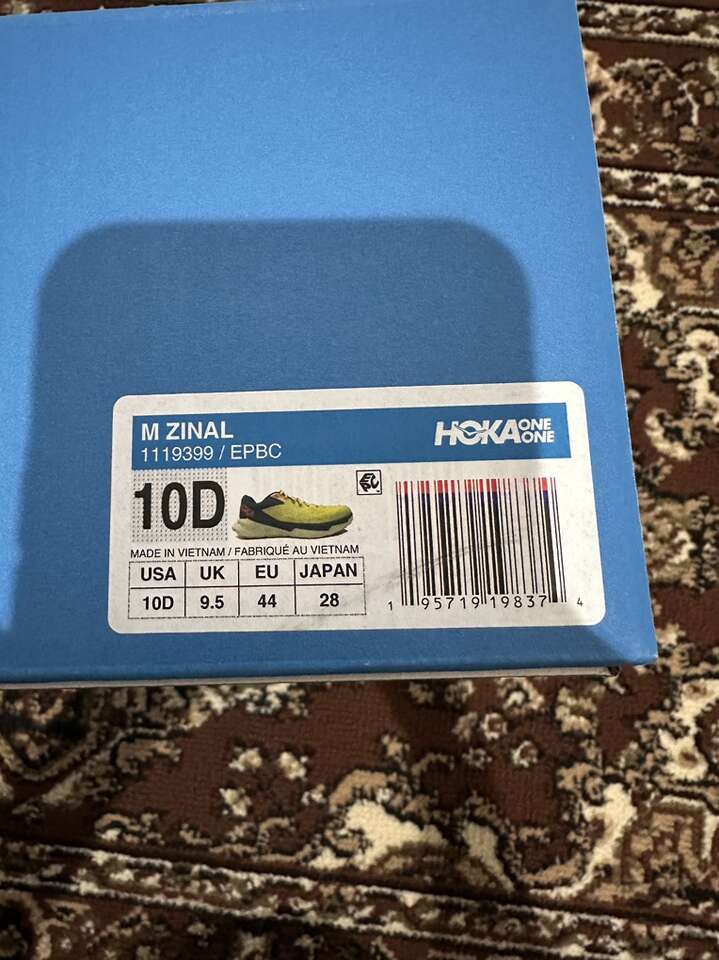 M ZINAL
HOKA ONE ONE
1119399 / EPBC
10D
MADE IN VIETNAM / FABRIQUÉ AU VIETNAM
USA UK EU JAPAN
10D 9.5 44 28
1 95719 19837 4